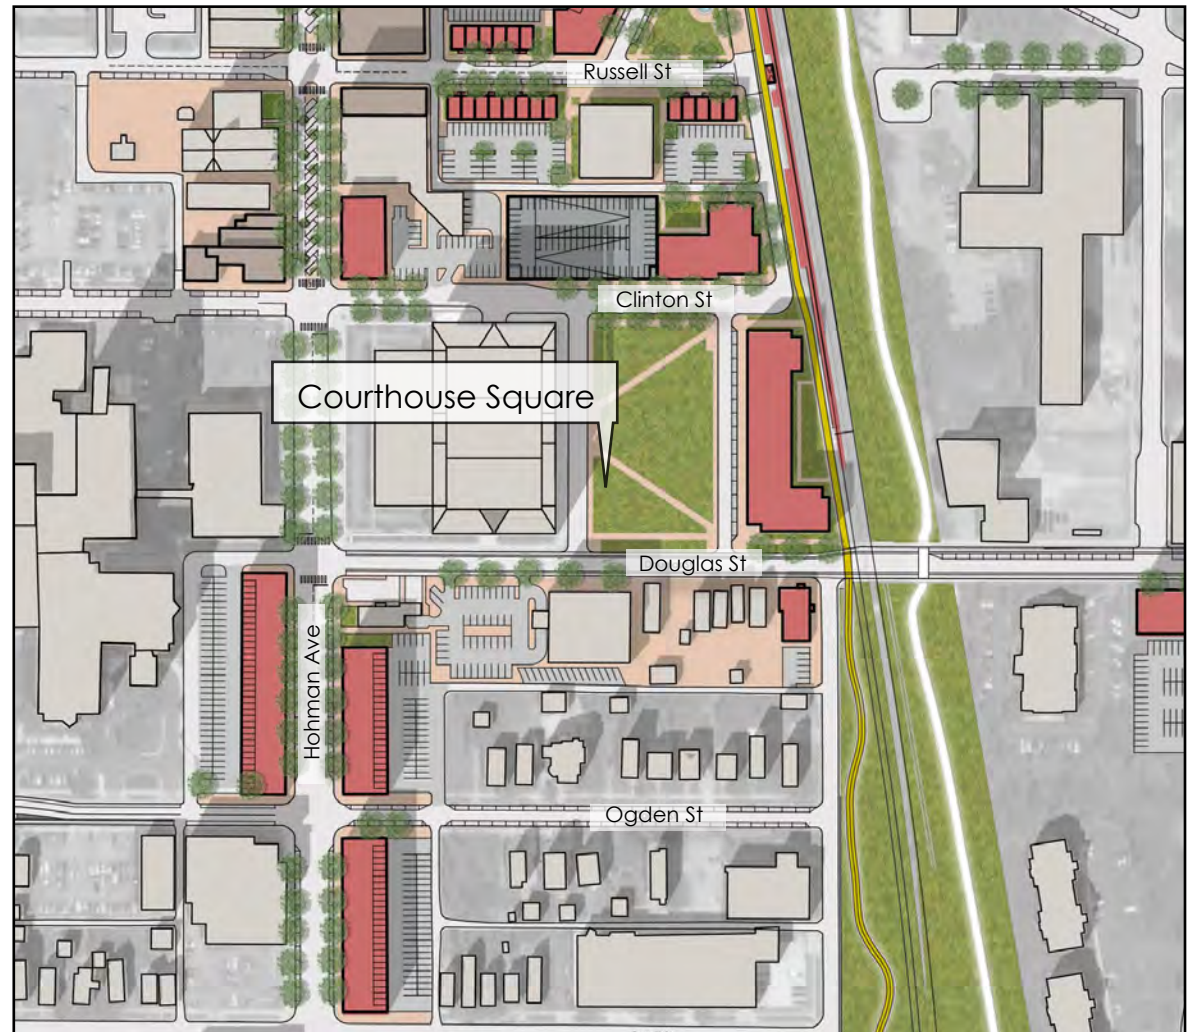 Russell St
Clinton St
Courthouse Square
Douglas St
Hohman Ave
Ogden St